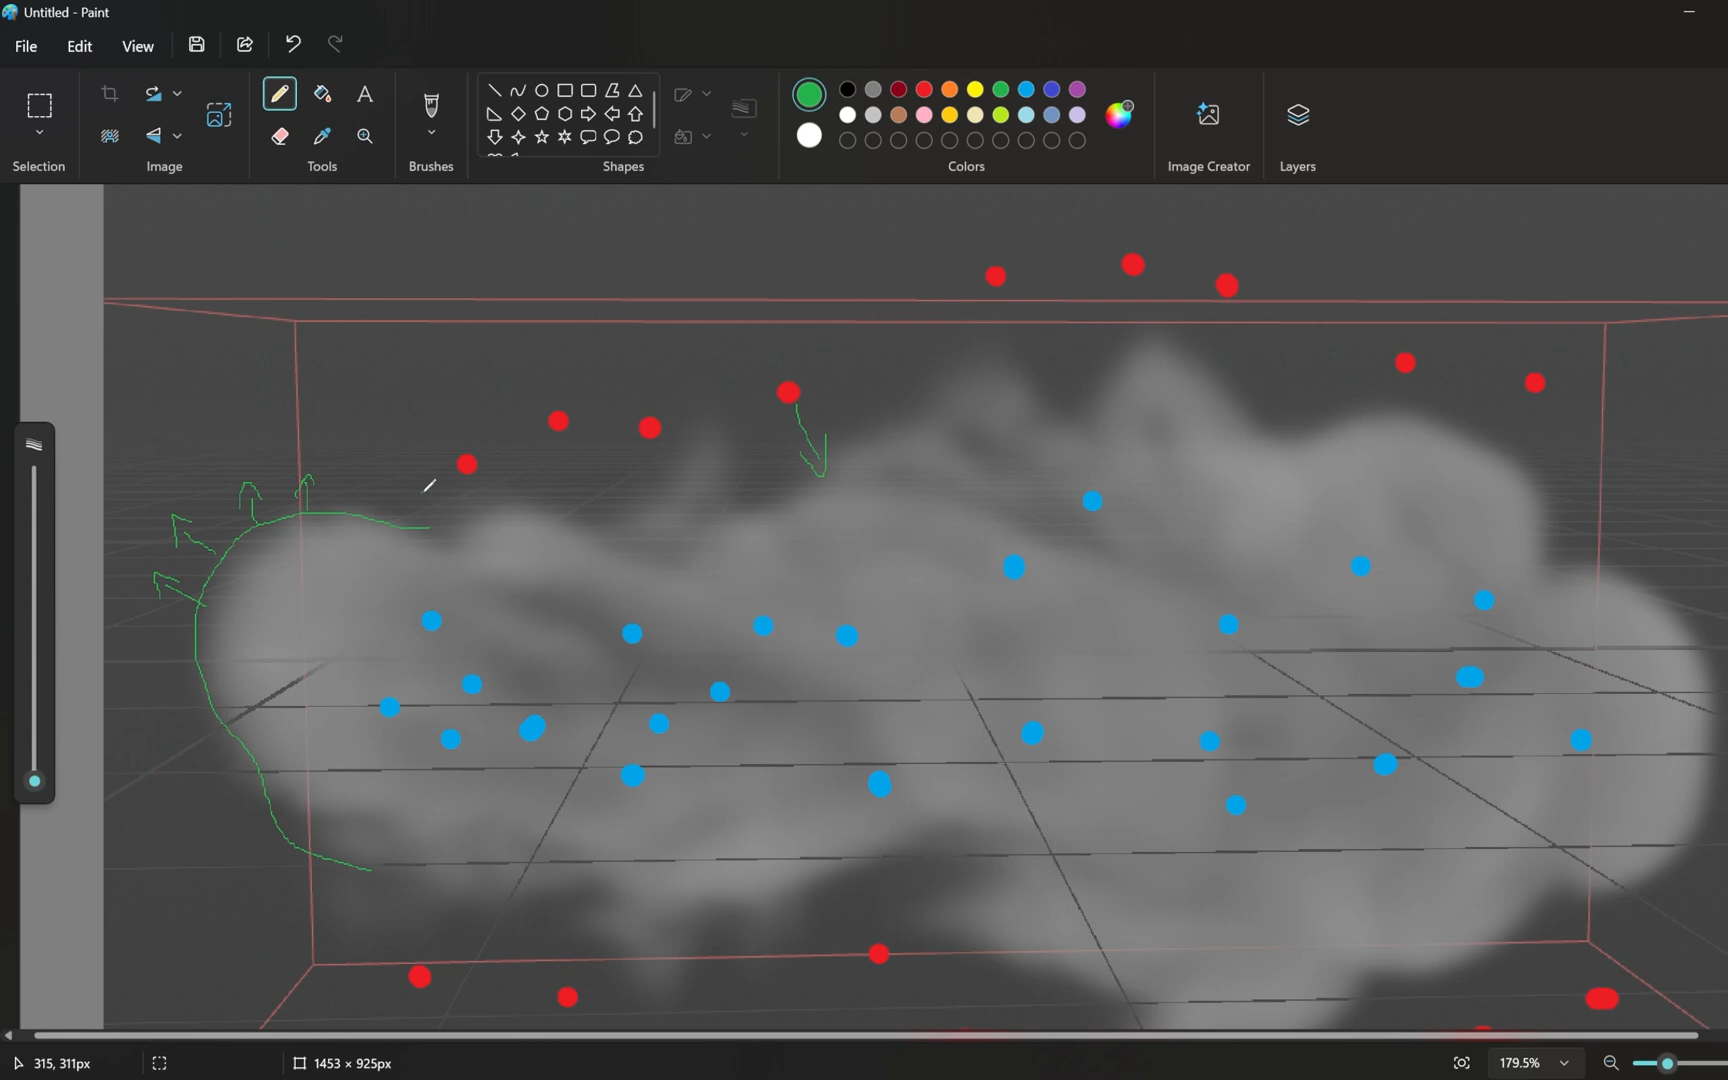 Untitled - Paint
File Edit View
Selection Image Tools Brushes Shapes Colors Image Creator Layers
315, 311px 1453 × 925px 179.5%